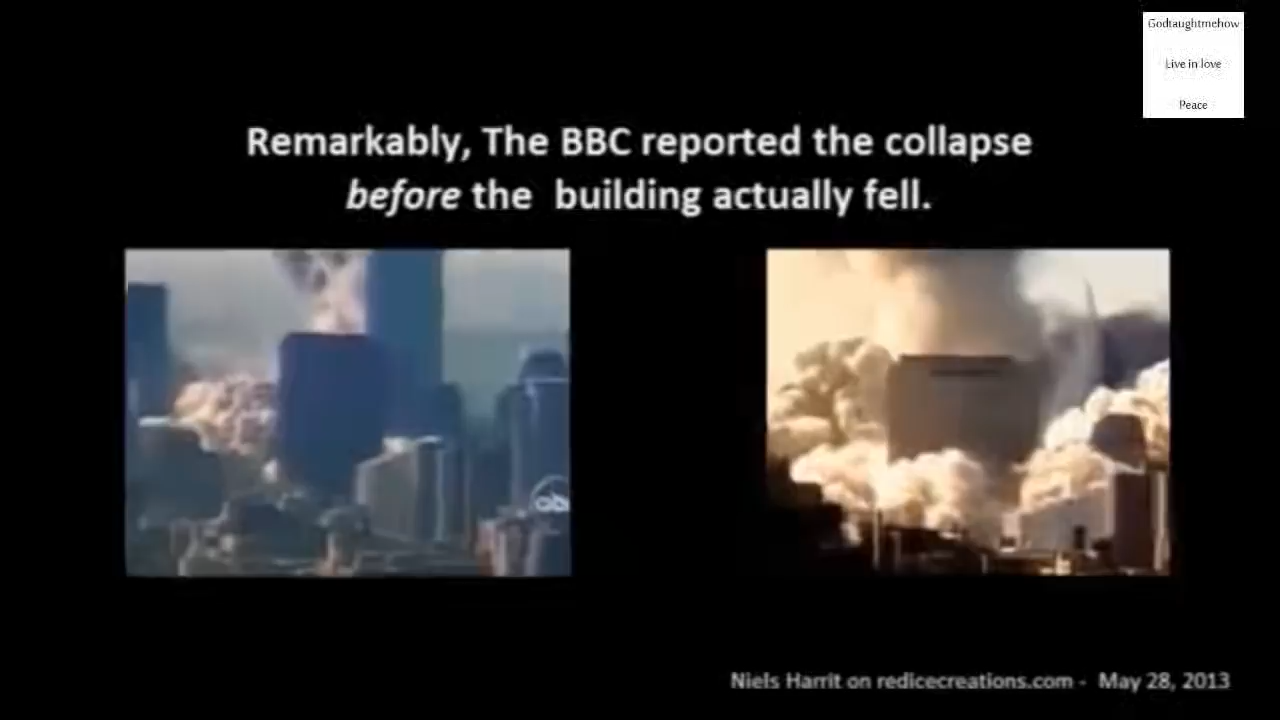 Godtaughtmehow
Live in love
Peace
Remarkably, The BBC reported the collapse
before the  building actually fell.
abc
Niels Harrit on redicecreations.com -  May 28, 2013